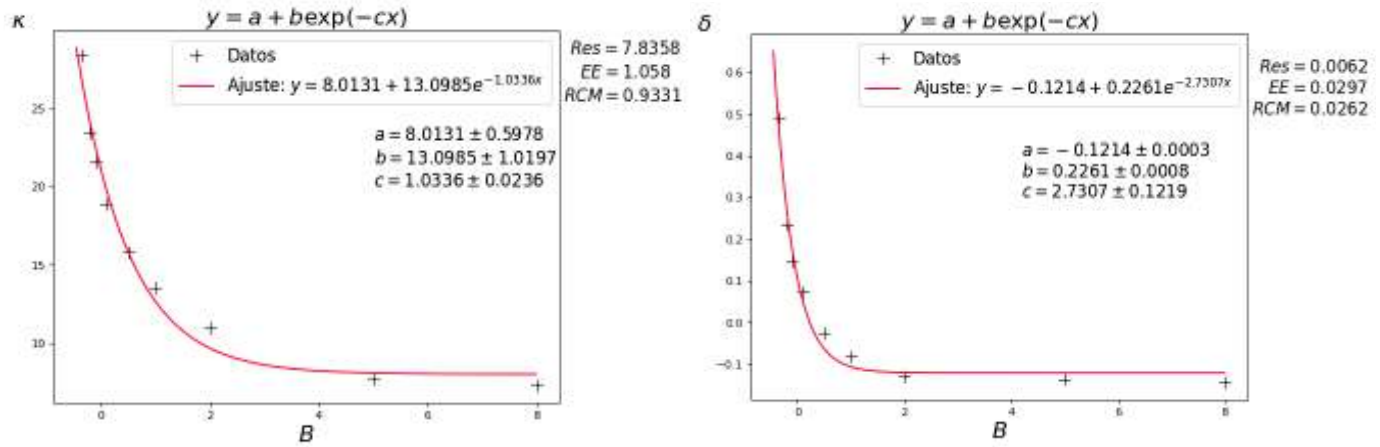 κ
y = a + bexp(−cx)
Datos
Ajuste: y = 8.0131 + 13.0985e^{−1.0336x}
Res = 7.8358
EE = 1.058
RCM = 0.9331
a = 8.0131 ± 0.5978
b = 13.0985 ± 1.0197
c = 1.0336 ± 0.0236
25
20
15
10
0 2 4 6 8
B
δ
y = a + bexp(−cx)
Datos
Ajuste: y = −0.1214 + 0.2261e^{−2.7307x}
Res = 0.0062
EE = 0.0297
RCM = 0.0262
a = −0.1214 ± 0.0003
b = 0.2261 ± 0.0008
c = 2.7307 ± 0.1219
0.6
0.5
0.4
0.3
0.2
0.1
0.0
−0.1
0 2 4 6 8
B